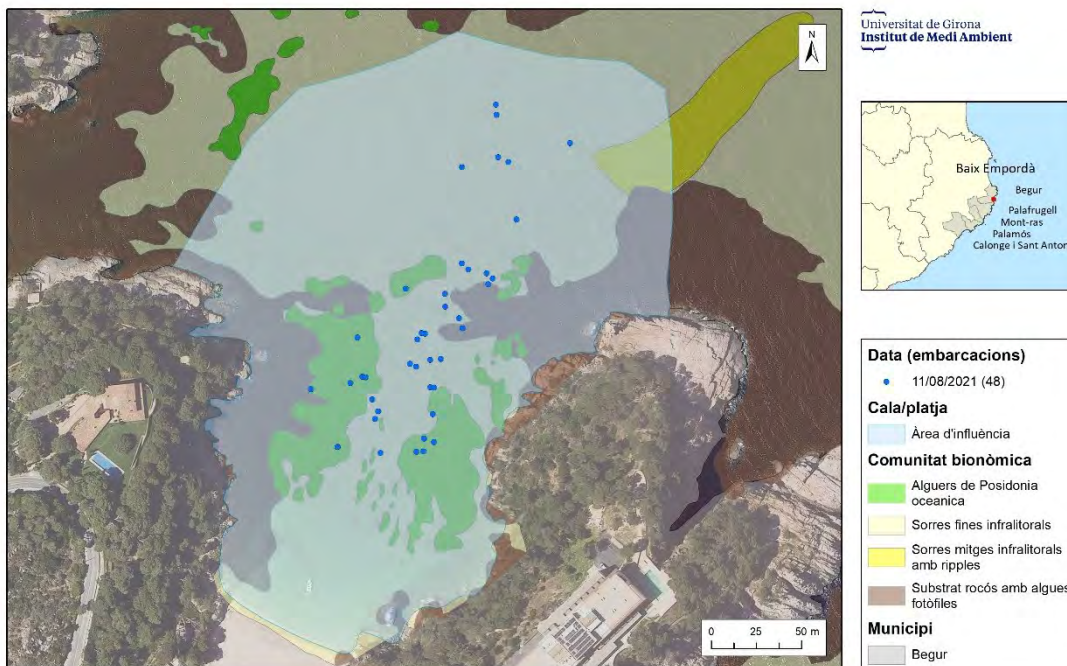 N
0 25 50 m
Universitat de Girona
Institut de Medi Ambient
Baix Empordà
Begur
Palafrugell
Mont-ras
Palamós
Calonge i Sant Anton
Data (embarcacions)
11/08/2021 (48)
Cala/platja
Àrea d'influència
Comunitat bionòmica
Alguers de Posidonia
oceanica
Sorres fines infralitorals
Sorres mitges infralitorals
amb ripples
Substrat rocós amb algues
fotòfiles
Municipi
Begur